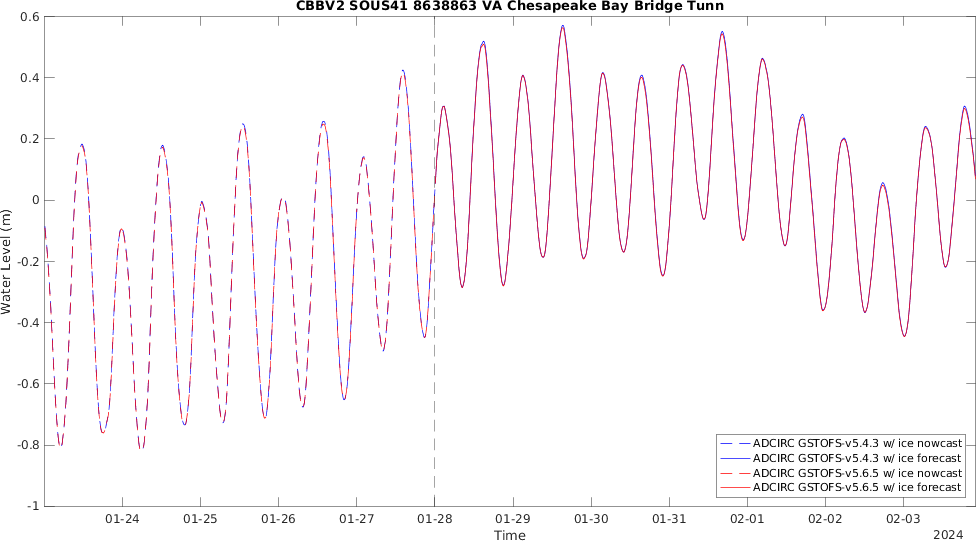 CBBV2 SOUS41 8638863 VA Chesapeake Bay Bridge Tunn
0.6
0.4
0.2
0
-0.2
-0.4
-0.6
-0.8
-1
Water Level (m)
ADCIRC GSTOFS-v5.4.3 w/ ice nowcast
ADCIRC GSTOFS-v5.4.3 w/ ice forecast
ADCIRC GSTOFS-v5.6.5 w/ ice nowcast
ADCIRC GSTOFS-v5.6.5 w/ ice forecast
01-24 01-25 01-26 01-27 01-28 01-29 01-30 01-31 02-01 02-02 02-03
Time
2024